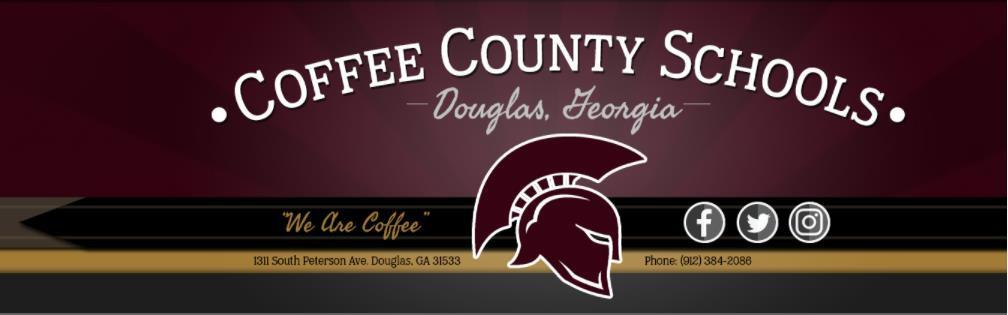 •COFFEE COUNTY SCHOOLS•
Douglas, Georgia
"We Are Coffee"
1311 South Peterson Ave. Douglas, GA 31533
Phone: (912) 384-2086